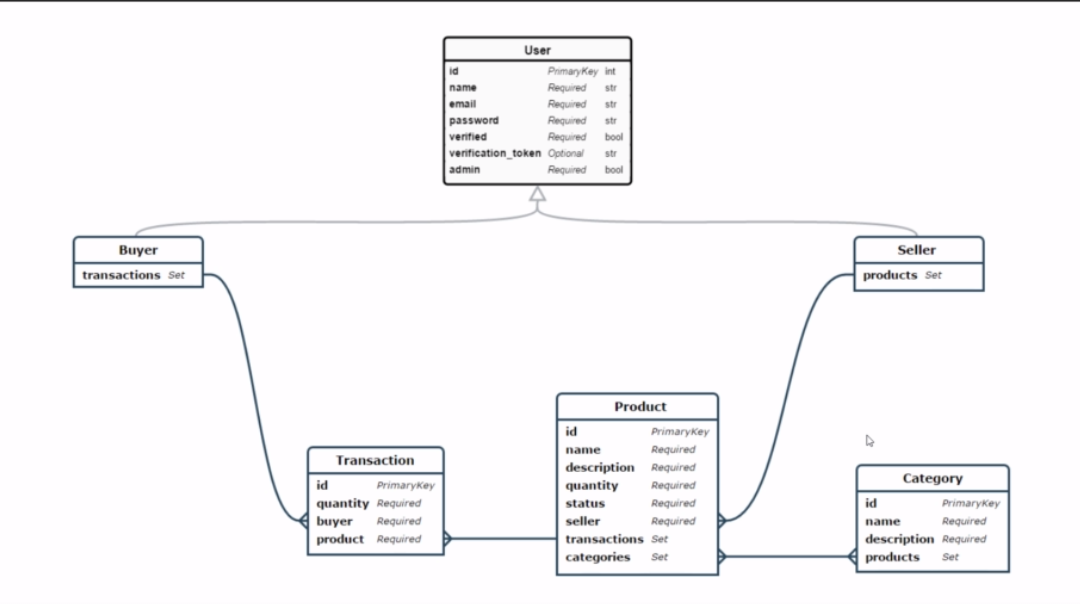 User
id PrimaryKey int
name Required str
email Required str
password Required str
verified Required bool
verification_token Optional str
admin Required bool
Buyer
transactions Set
Seller
products Set
Transaction
id PrimaryKey
quantity Required
buyer Required
product Required
Product
id PrimaryKey
name Required
description Required
quantity Required
status Required
seller Required
transactions Set
categories Set
Category
id PrimaryKey
name Required
description Required
products Set